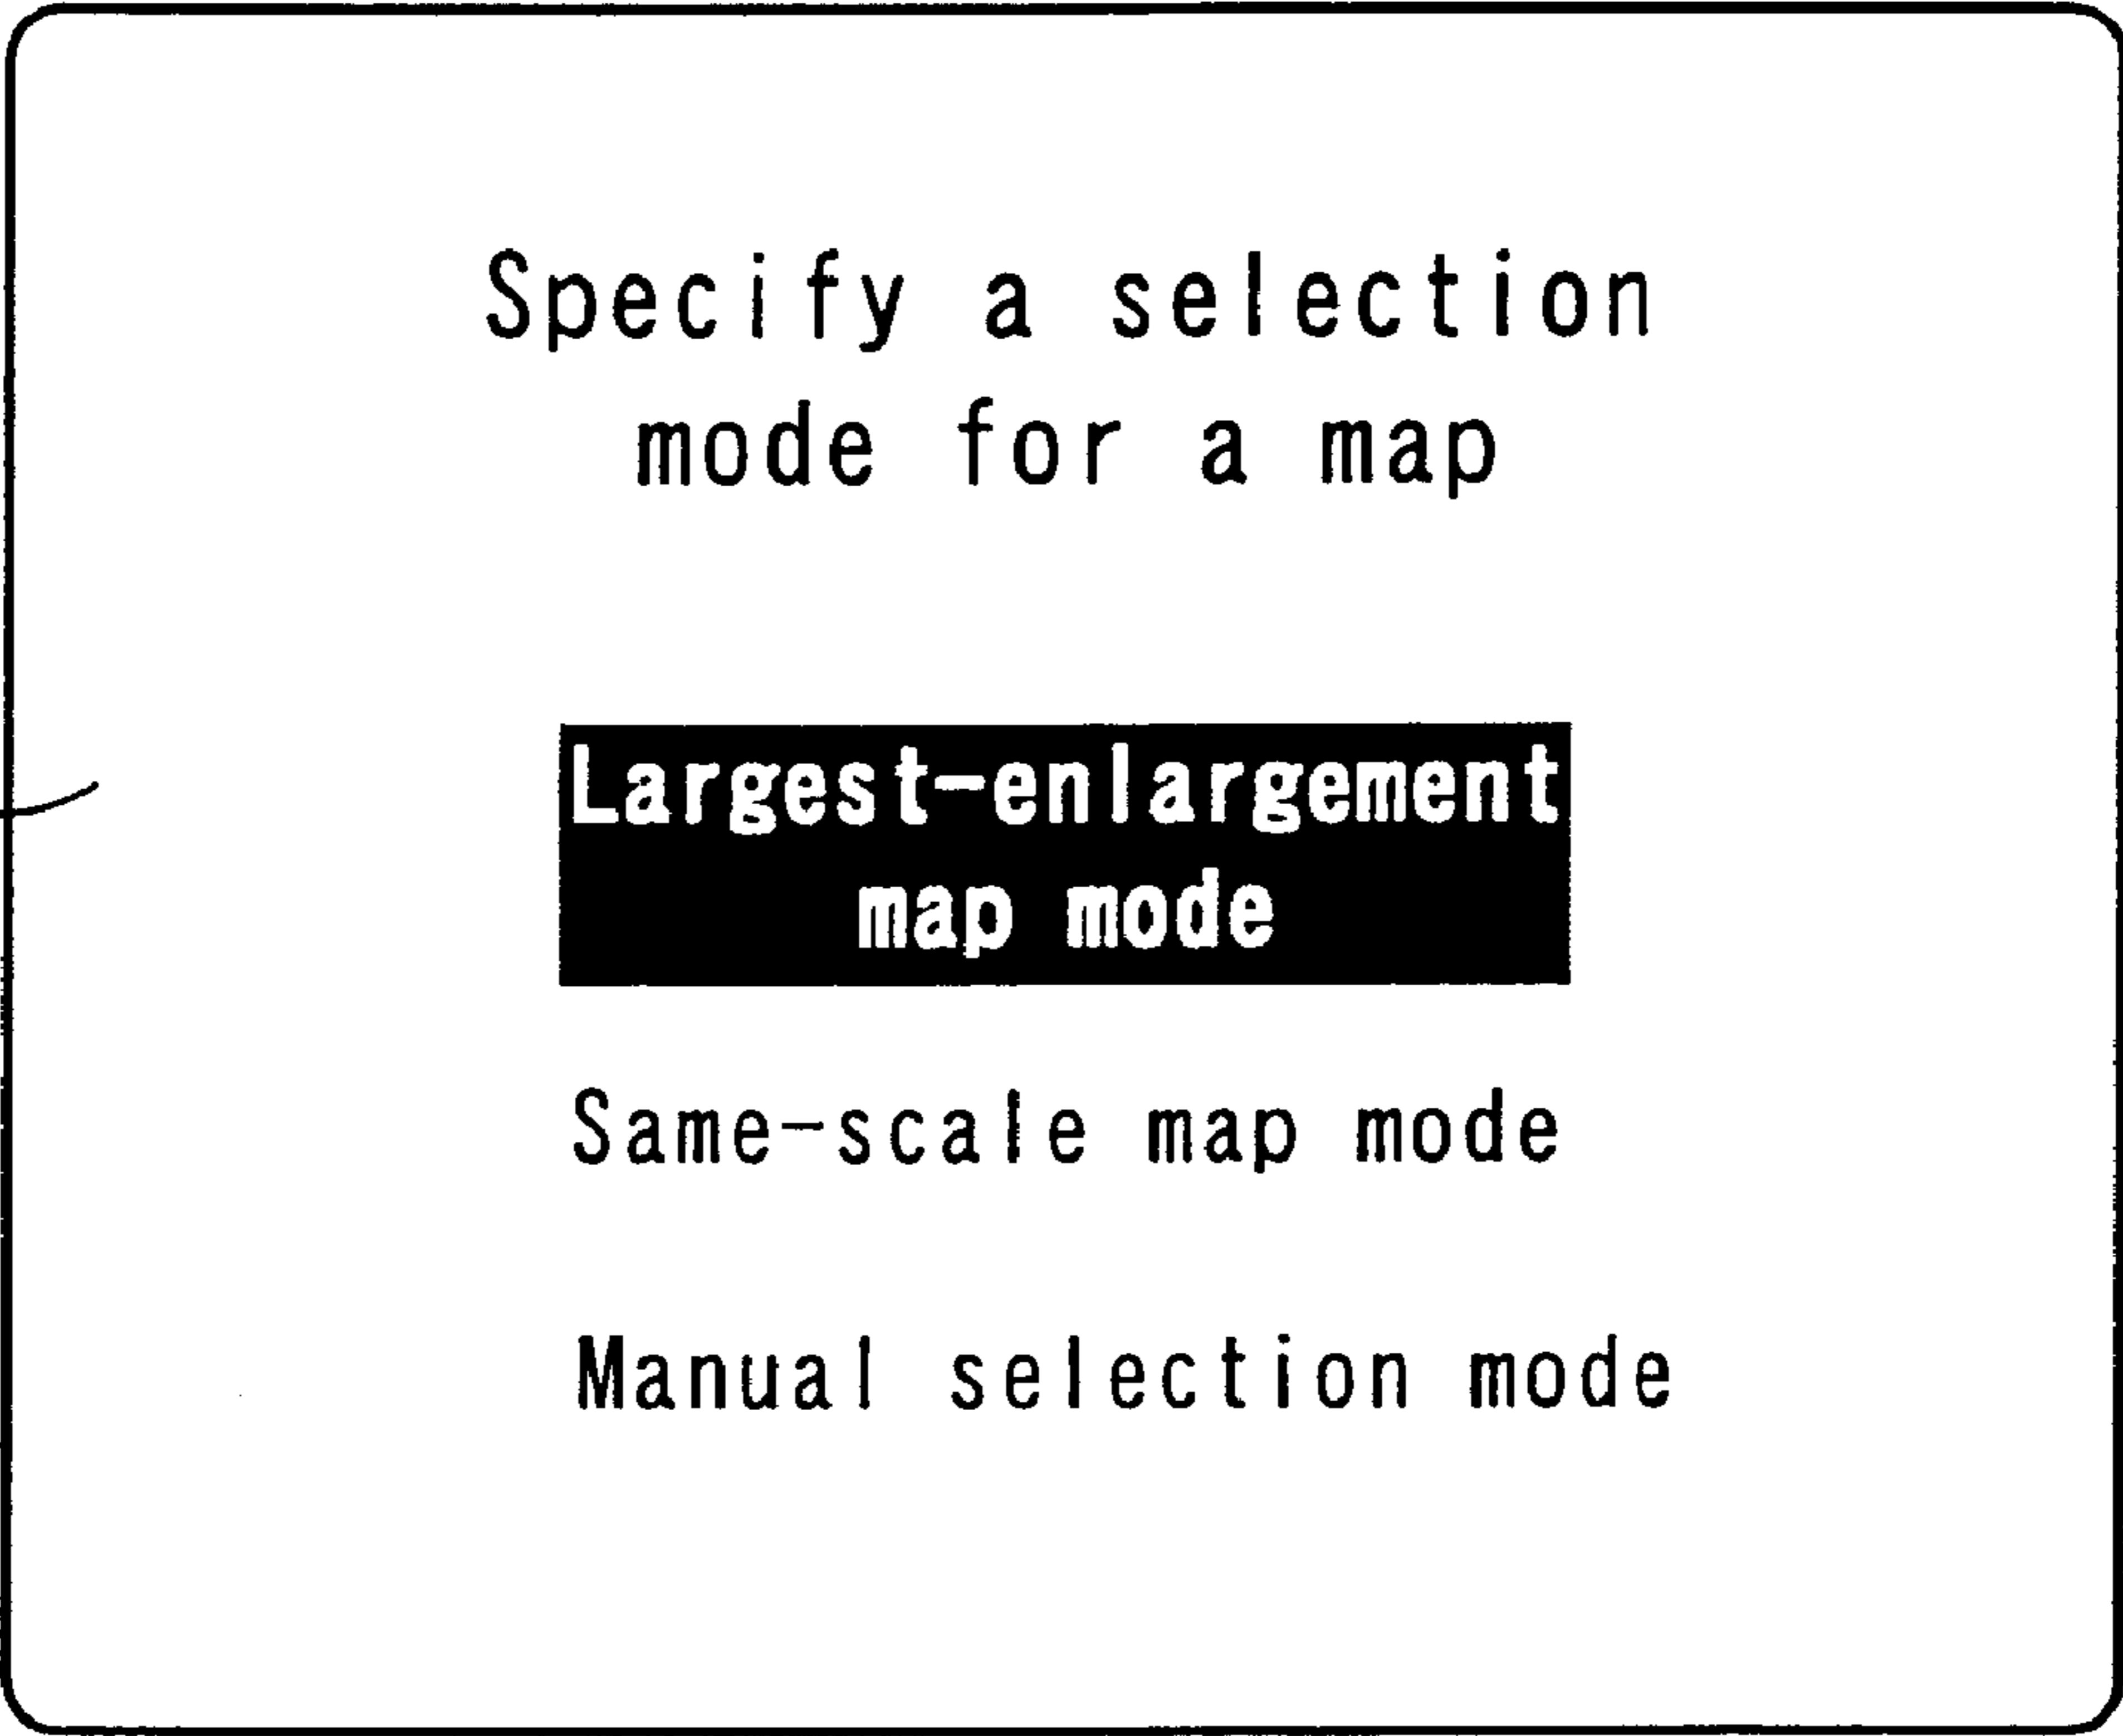 Specify a selection
mode for a map
Largest-enlargement
map mode
Same-scale map mode
Manual selection mode